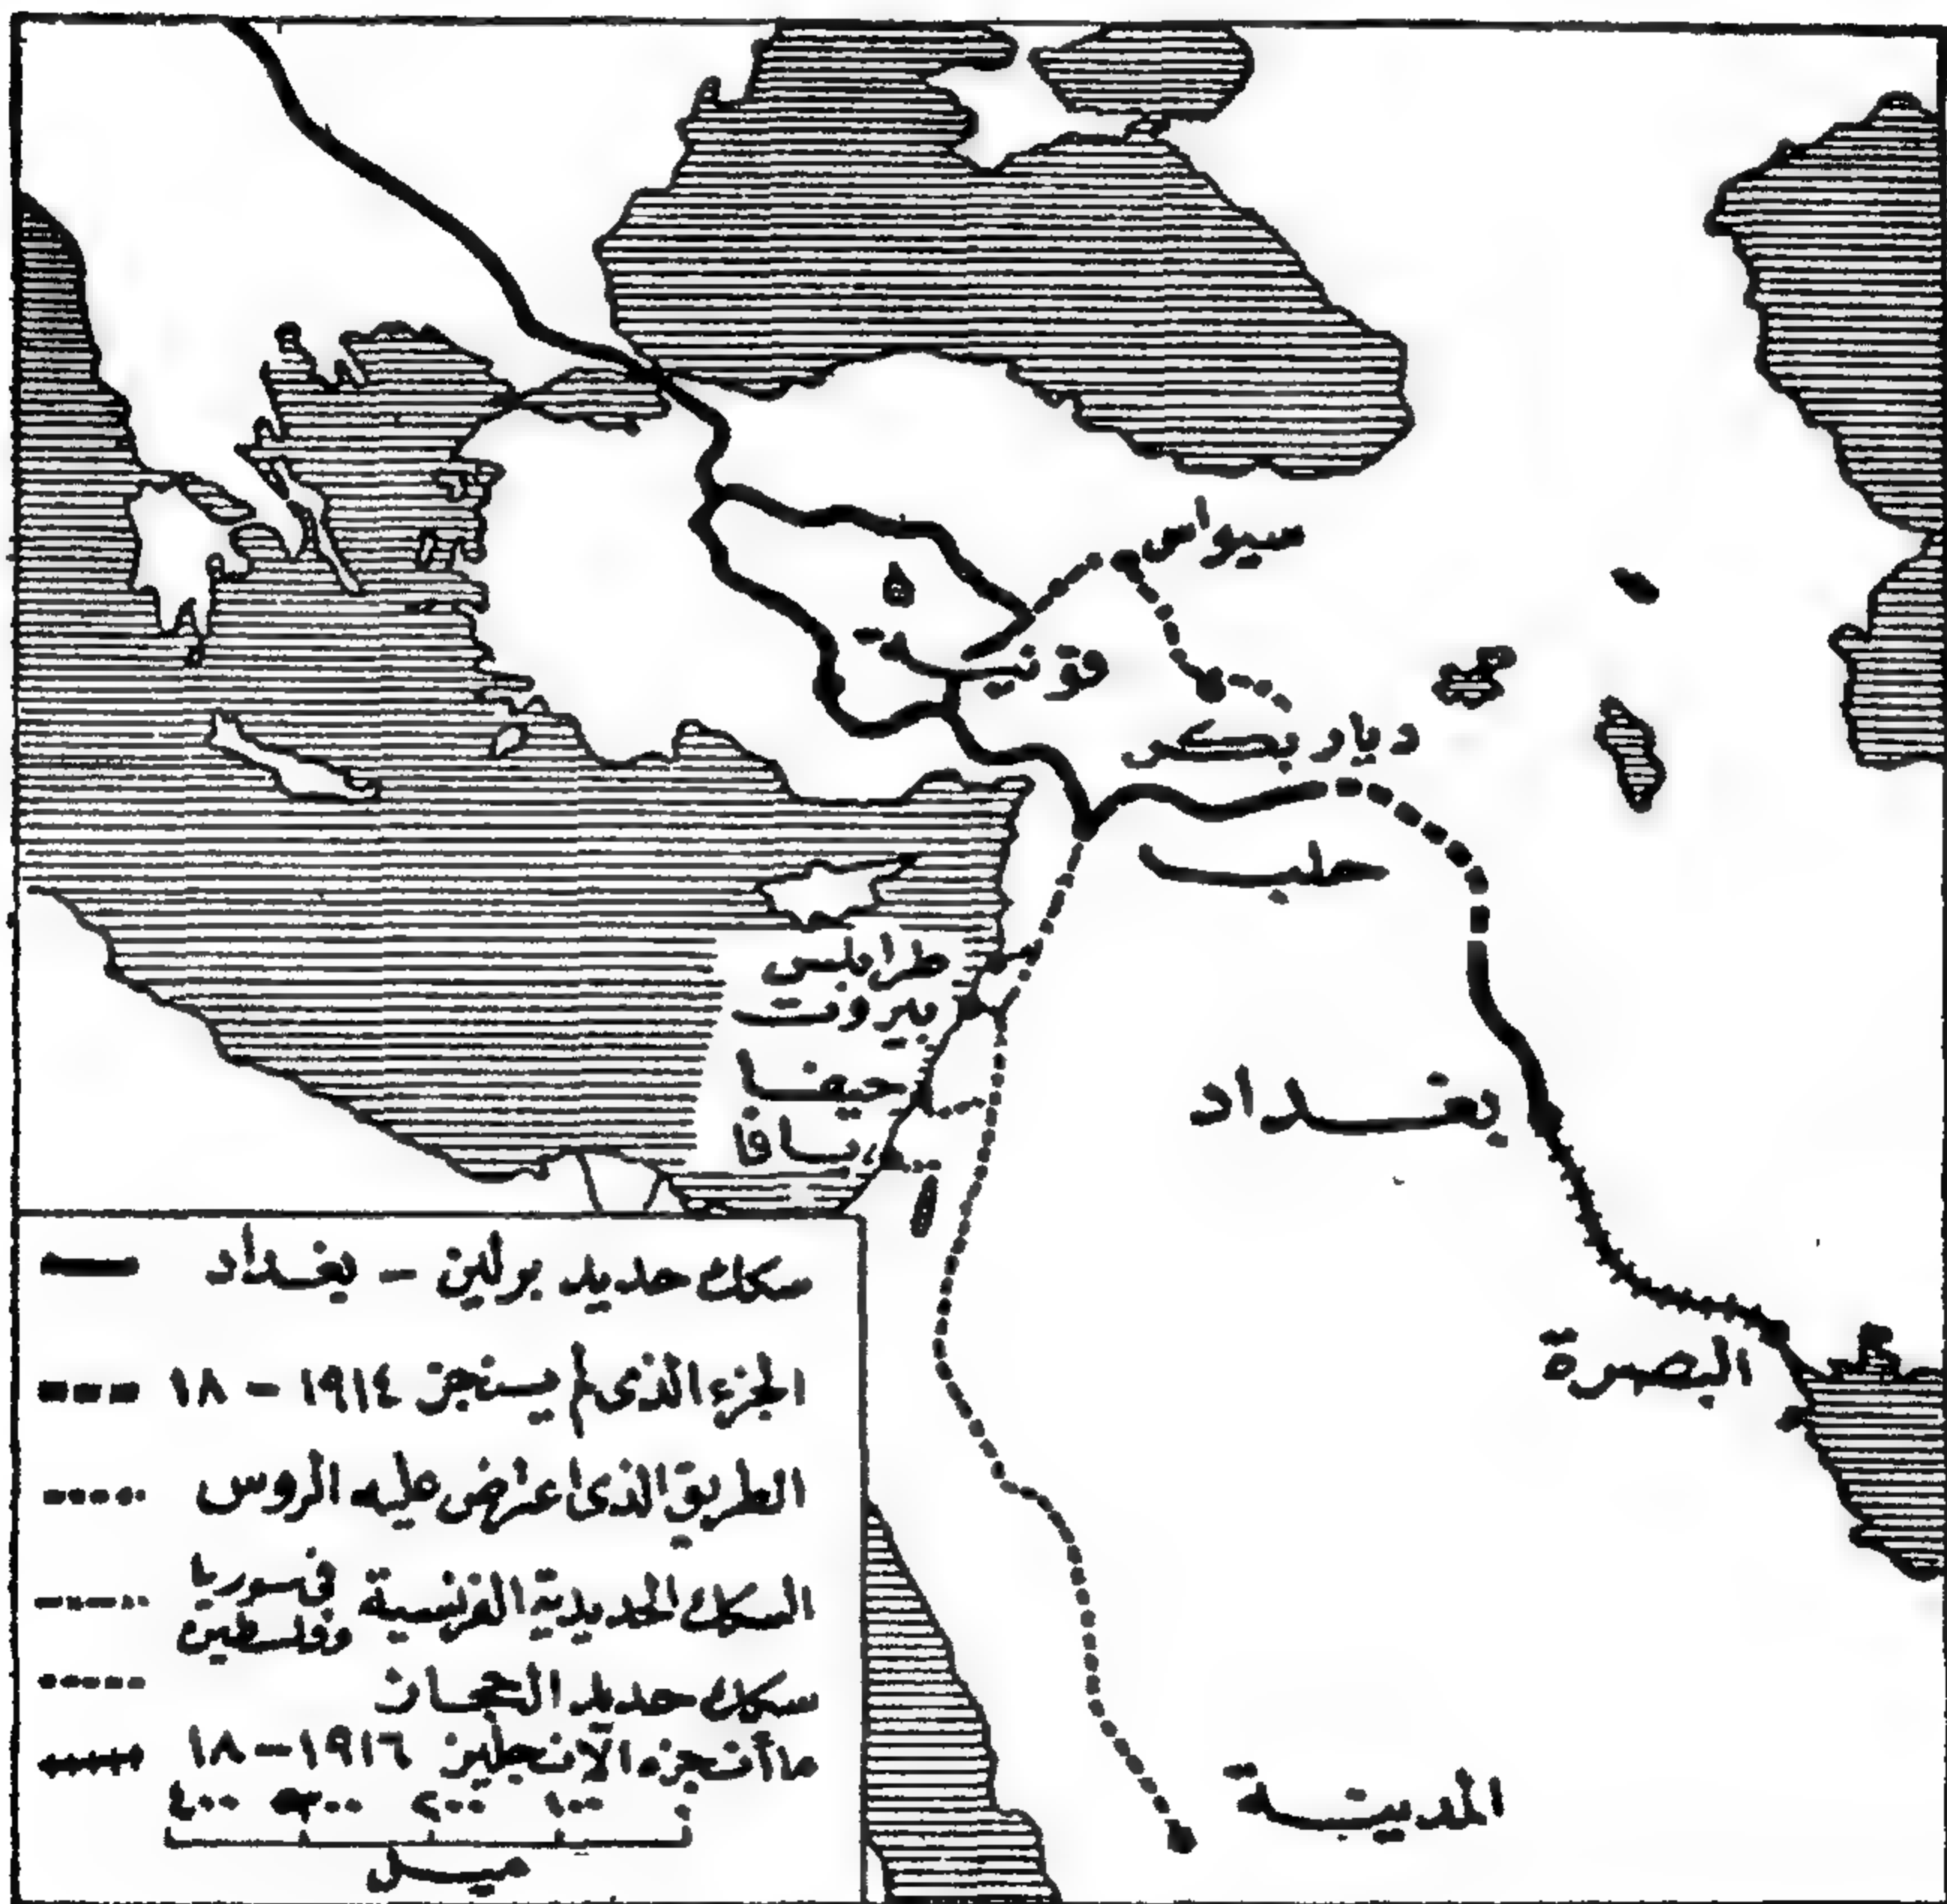 سيواس
قونية
ديار بكر
حلب
طرابلس
بيروت
حيفا
يافا
بغداد
البصرة
المدينة
سكك حديد برلين - بغداد
الجزء الذى لم ينجز ١٩١٤ - ١٨
الطريق الذى اعترض عليه الروس
السكك الحديدية الفرنسية فى سوريا
وفلسطين
سكك حديد الحجاز
ما أنجزه الانجليز ١٩١٦ - ١٨
٤٠٠ ٣٠٠ ٢٠٠ ١٠٠ ٠
ميل